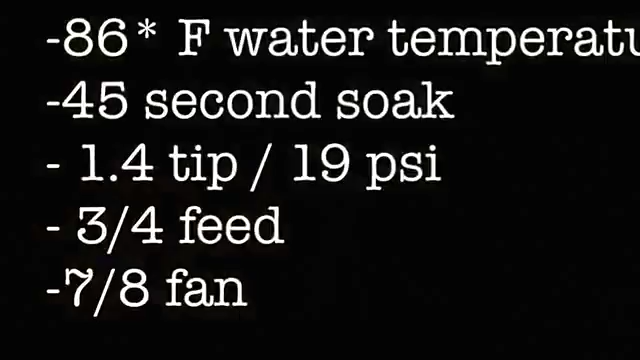 -86* F water temperatu
-45 second soak
- 1.4 tip / 19 psi
- 3/4 feed
-7/8 fan